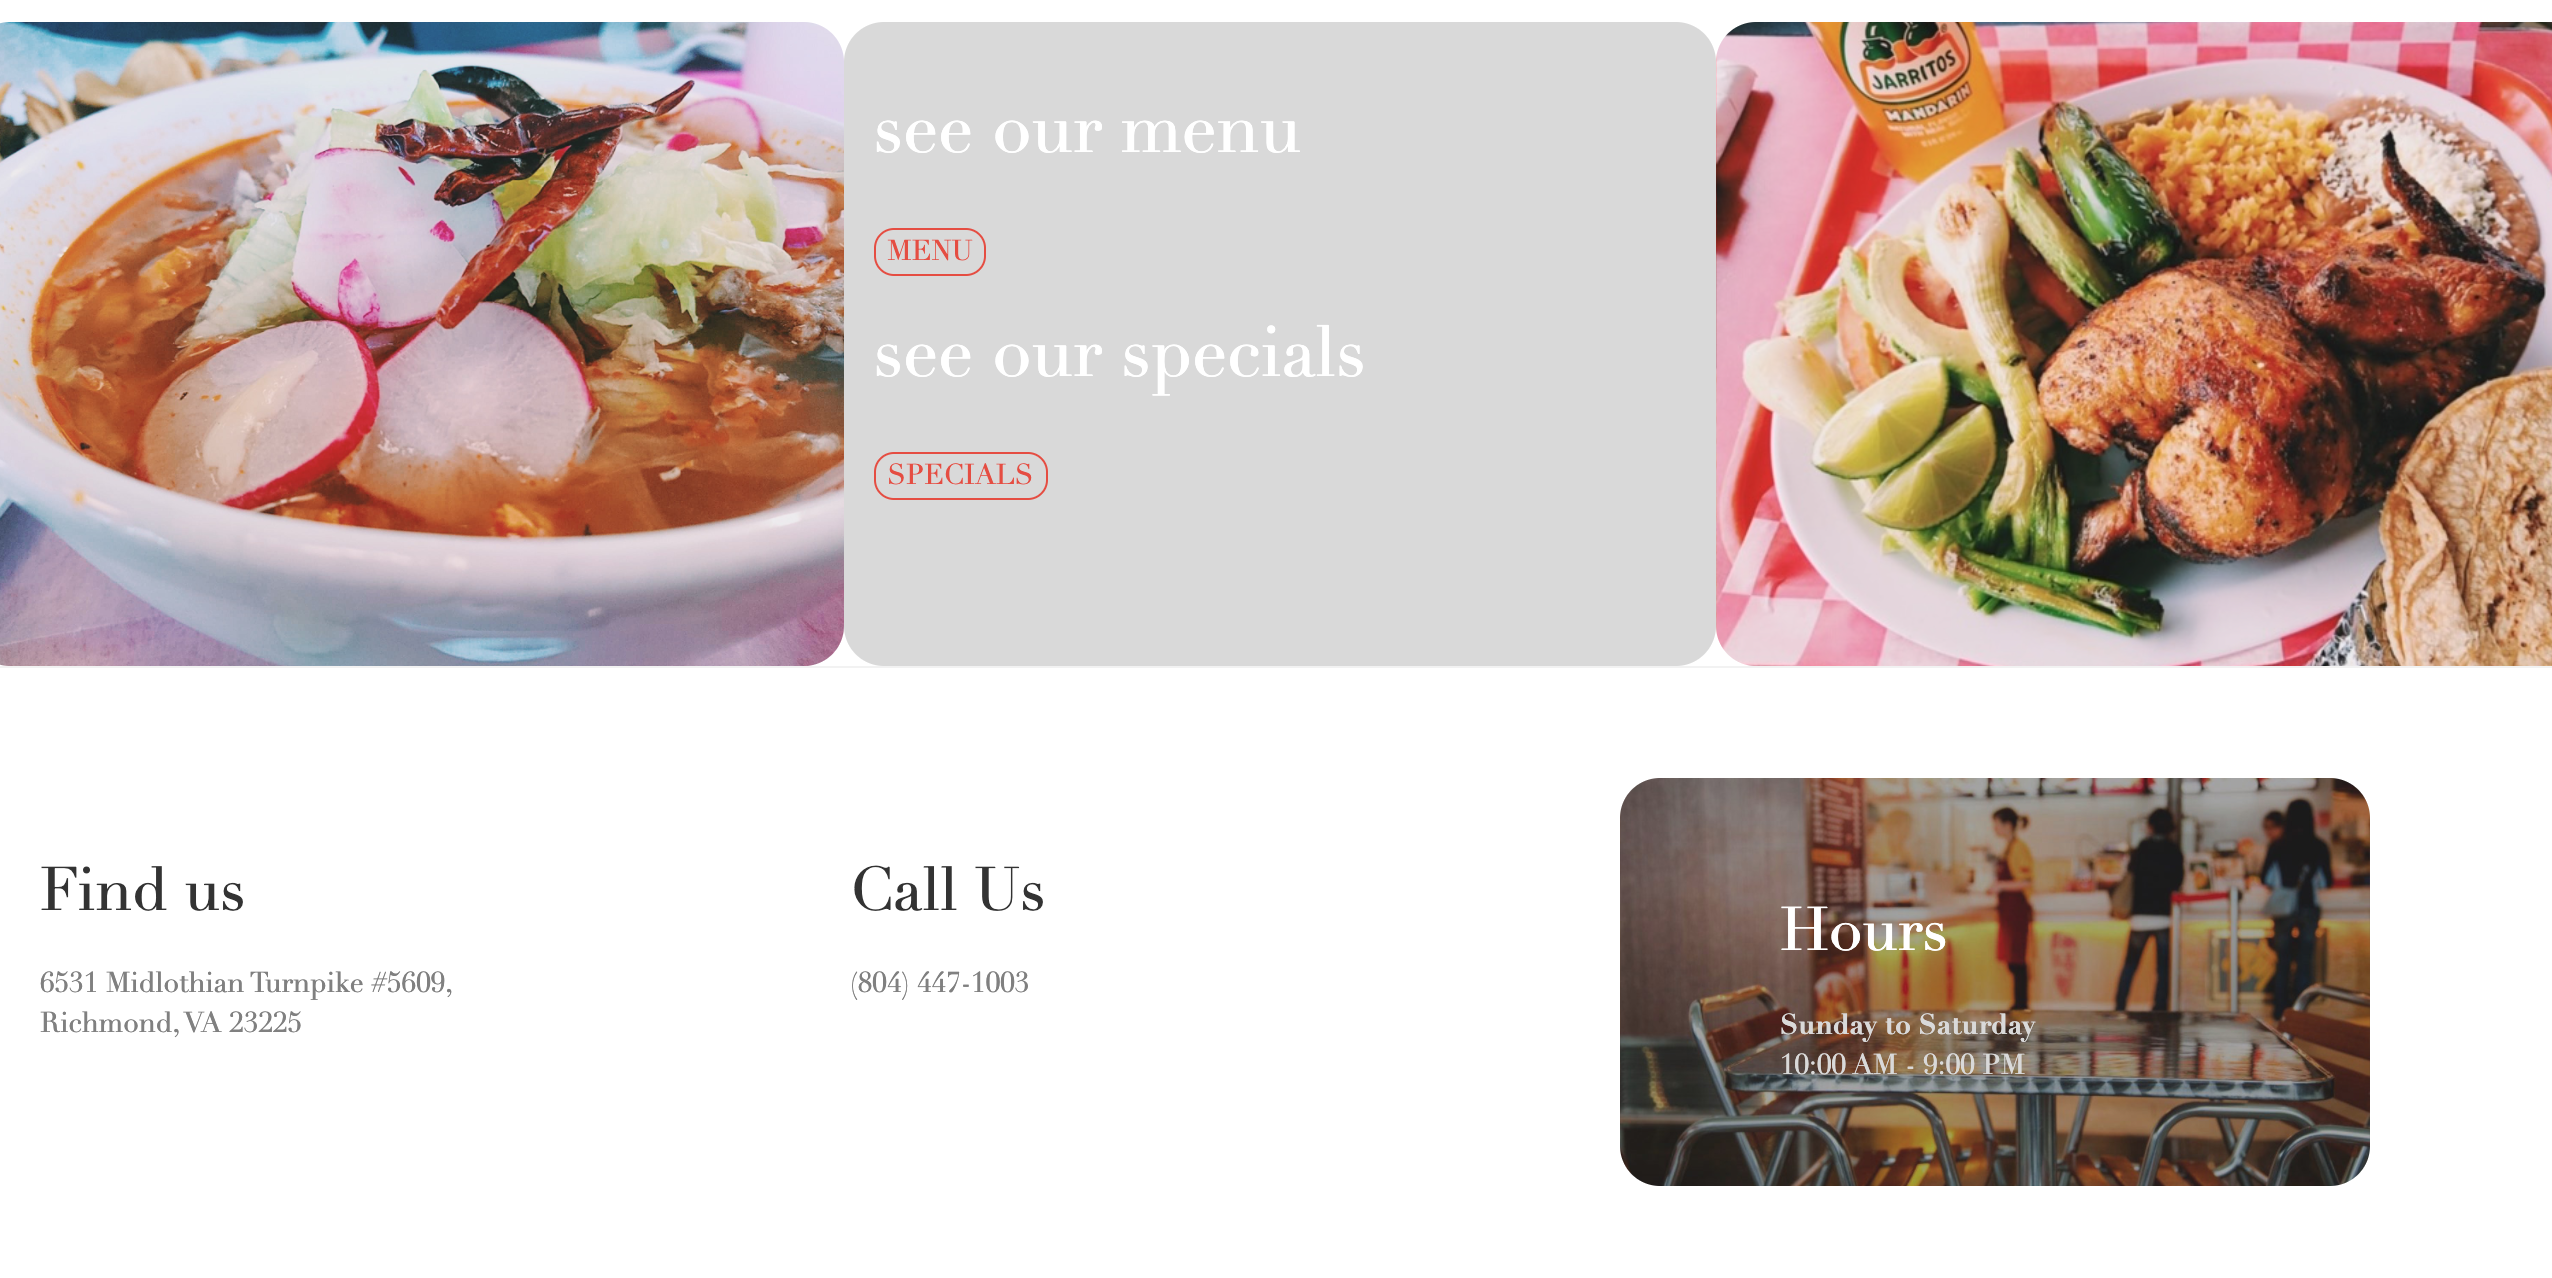 see our menu
MENU
see our specials
SPECIALS
JARRITOS
MANDARIN
Find us
6531 Midlothian Turnpike #5609,
Richmond, VA 23225
Call Us
(804) 447-1003
Hours
Sunday to Saturday
10:00 AM - 9:00 PM